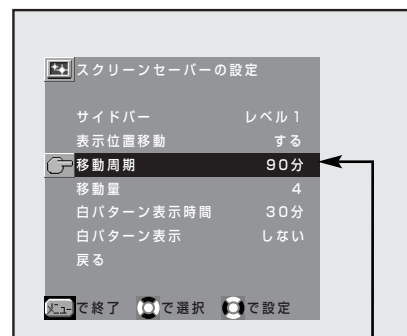 スクリーンセーバーの設定
サイドバー レベル1
表示位置移動 する
移動周期 90分
移動量 4
白パターン表示時間 30分
白パターン表示 しない
戻る
メニューで終了 で選択 で設定